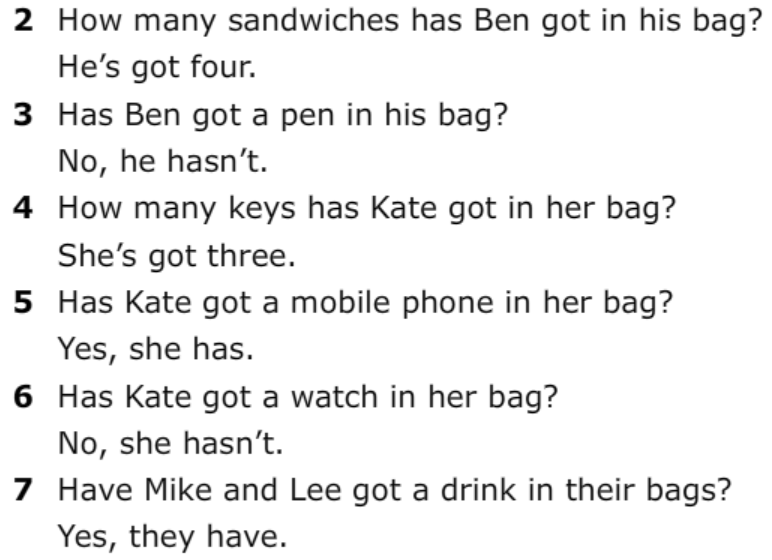 2 How many sandwiches has Ben got in his bag?
He’s got four.
3 Has Ben got a pen in his bag?
No, he hasn’t.
4 How many keys has Kate got in her bag?
She’s got three.
5 Has Kate got a mobile phone in her bag?
Yes, she has.
6 Has Kate got a watch in her bag?
No, she hasn’t.
7 Have Mike and Lee got a drink in their bags?
Yes, they have.